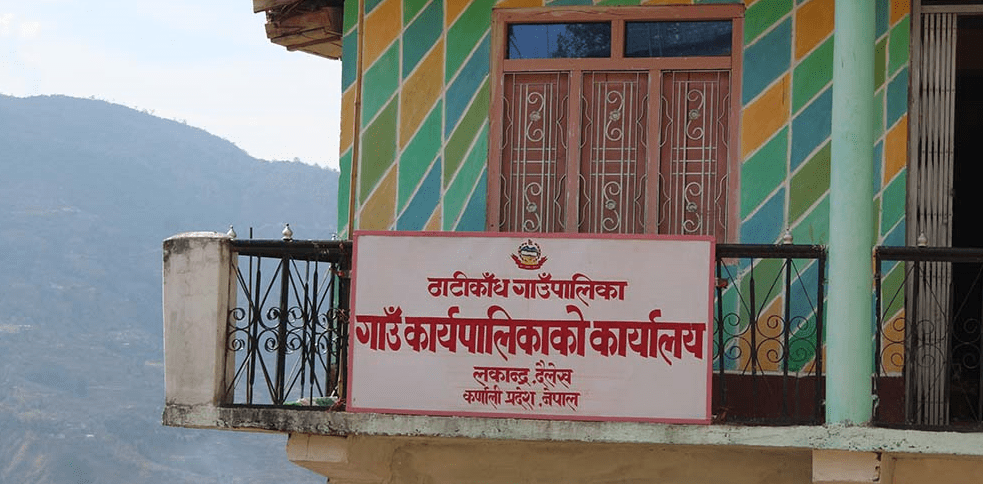 ठाटीकाँध गाउँपालिका
गाउँ कार्यपालिकाको कार्यालय
लकान्द्र, दैलेख
कर्णाली प्रदेश, नेपाल